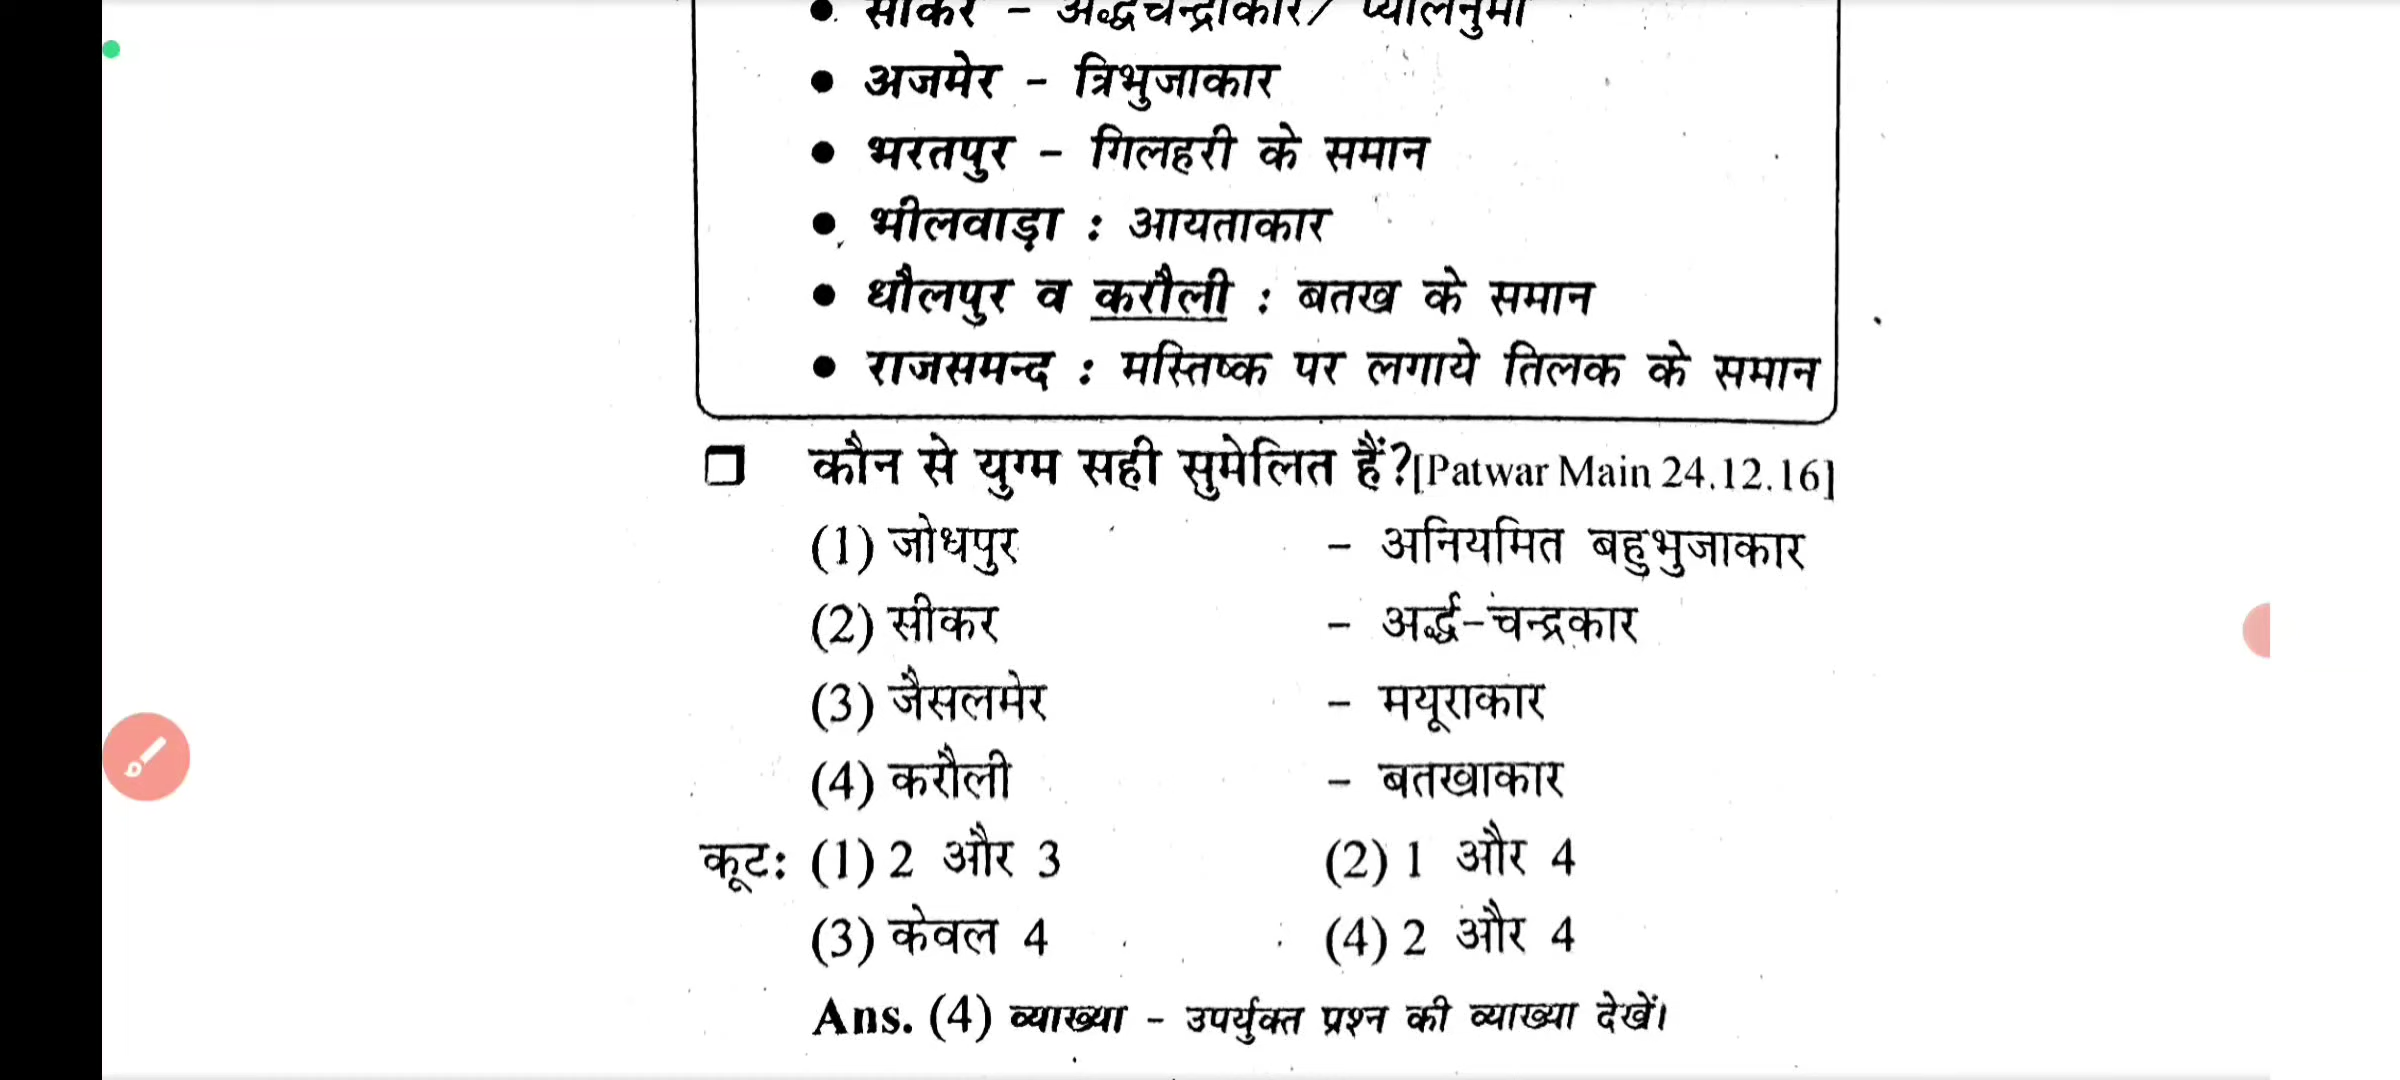 • सीकर – अर्द्धचन्द्राकार/ प्यालेनुमा
• अजमेर – त्रिभुजाकार
• भरतपुर – गिलहरी के समान
• भीलवाड़ा : आयताकार
• धौलपुर व करौली : बतख के समान
• राजसमन्द : मस्तिष्क पर लगाये तिलक के समान
❑ कौन से युग्म सही सुमेलित हैं?[Patwar Main 24.12.16]
(1) जोधपुर – अनियमित बहुभुजाकार
(2) सीकर – अर्द्ध-चन्द्रकार
(3) जैसलमेर – मयूराकार
(4) करौली – बतखाकार
कूट: (1) 2 और 3 (2) 1 और 4
(3) केवल 4 (4) 2 और 4
Ans. (4) व्याख्या – उपर्युक्त प्रश्न की व्याख्या देखें।